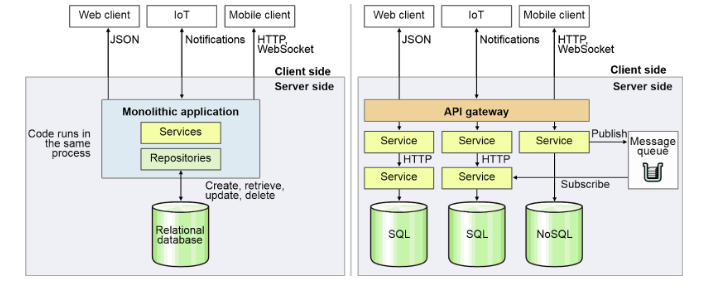 Web client
IoT
Mobile client
JSON
Notifications
HTTP,
WebSocket
Client side
Server side
Monolithic application
Services
Repositories
Code runs in
the same
process
Create, retrieve,
update, delete
Relational
database
Web client
IoT
Mobile client
JSON
Notifications
HTTP,
WebSocket
Client side
Server side
API gateway
Service
Service
Service
Publish
Message
queue
HTTP
HTTP
Service
Service
Subscribe
SQL
SQL
NoSQL